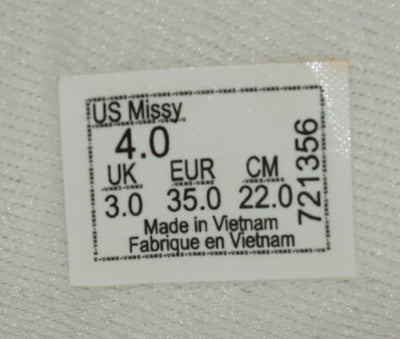 US Missy
4.0
UK EUR CM
3.0 35.0 22.0
Made in Vietnam
Fabrique en Vietnam
721356